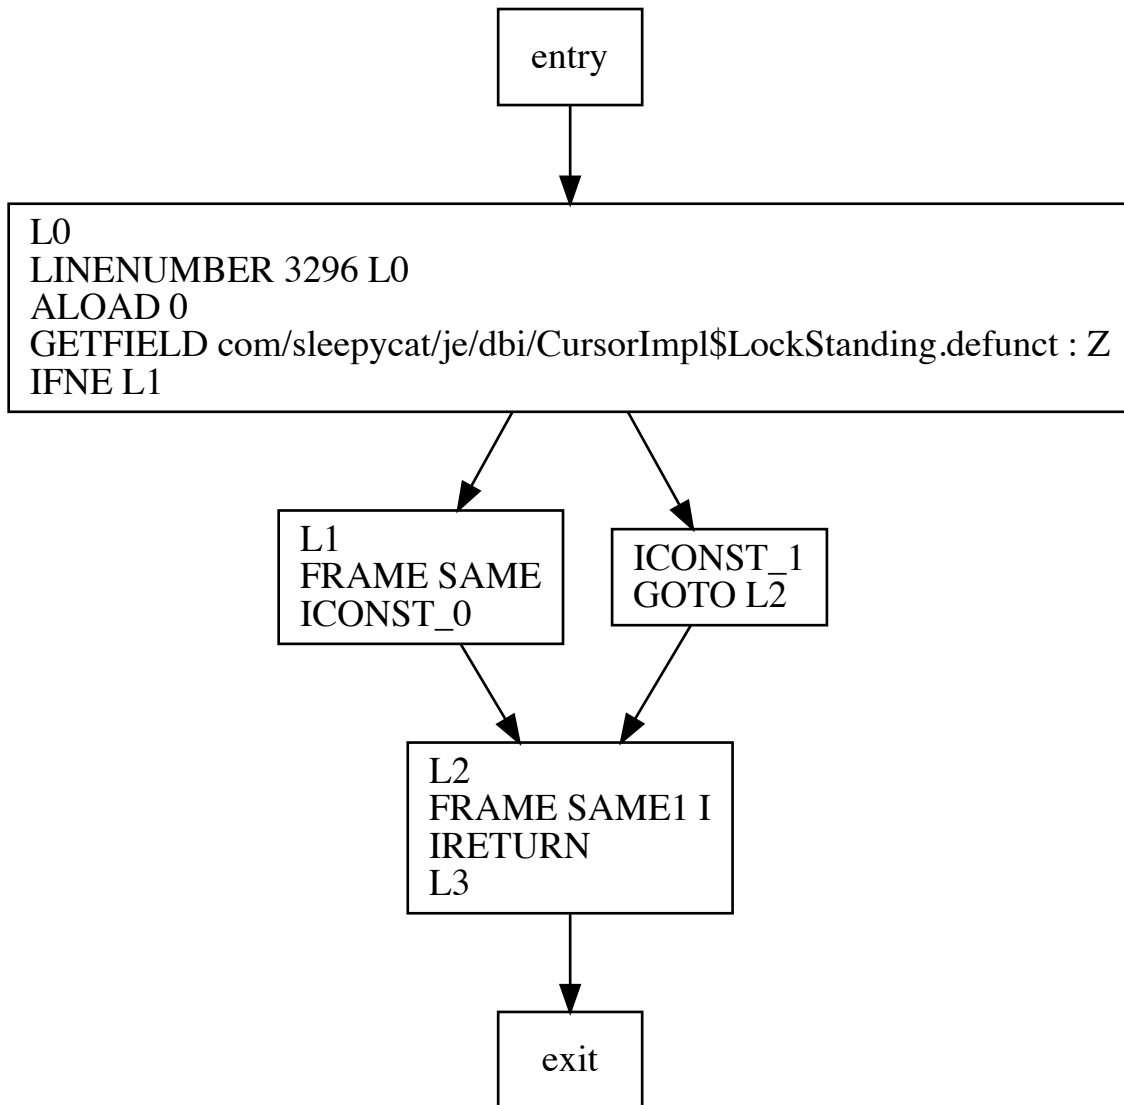 entry
L0
LINENUMBER 3296 L0
ALOAD 0
GETFIELD com/sleepycat/je/dbi/CursorImpl$LockStanding.defunct : Z
IFNE L1
L1
FRAME SAME
ICONST_0
ICONST_1
GOTO L2
L2
FRAME SAME1 I
IRETURN
L3
exit